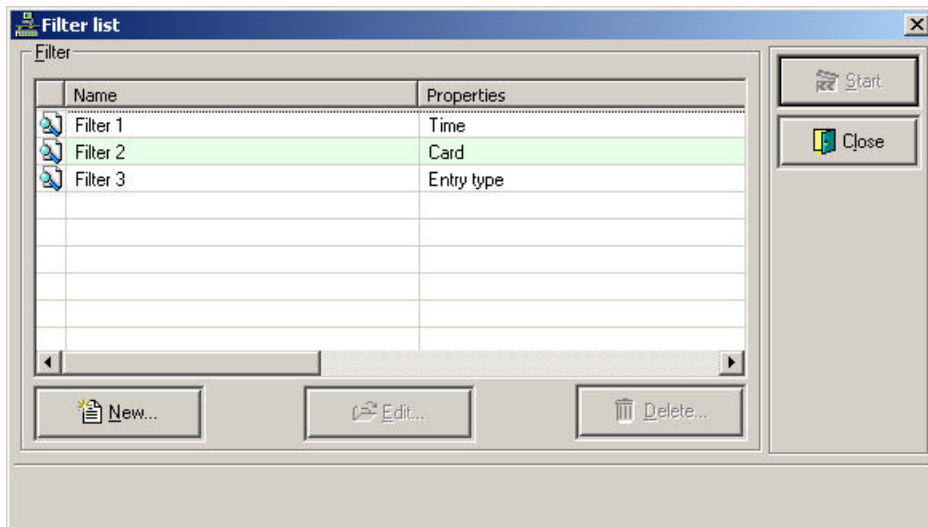 Filter list
Filter
Name Properties
Filter 1 Time
Filter 2 Card
Filter 3 Entry type
New... Edit... Delete...
Start
Close